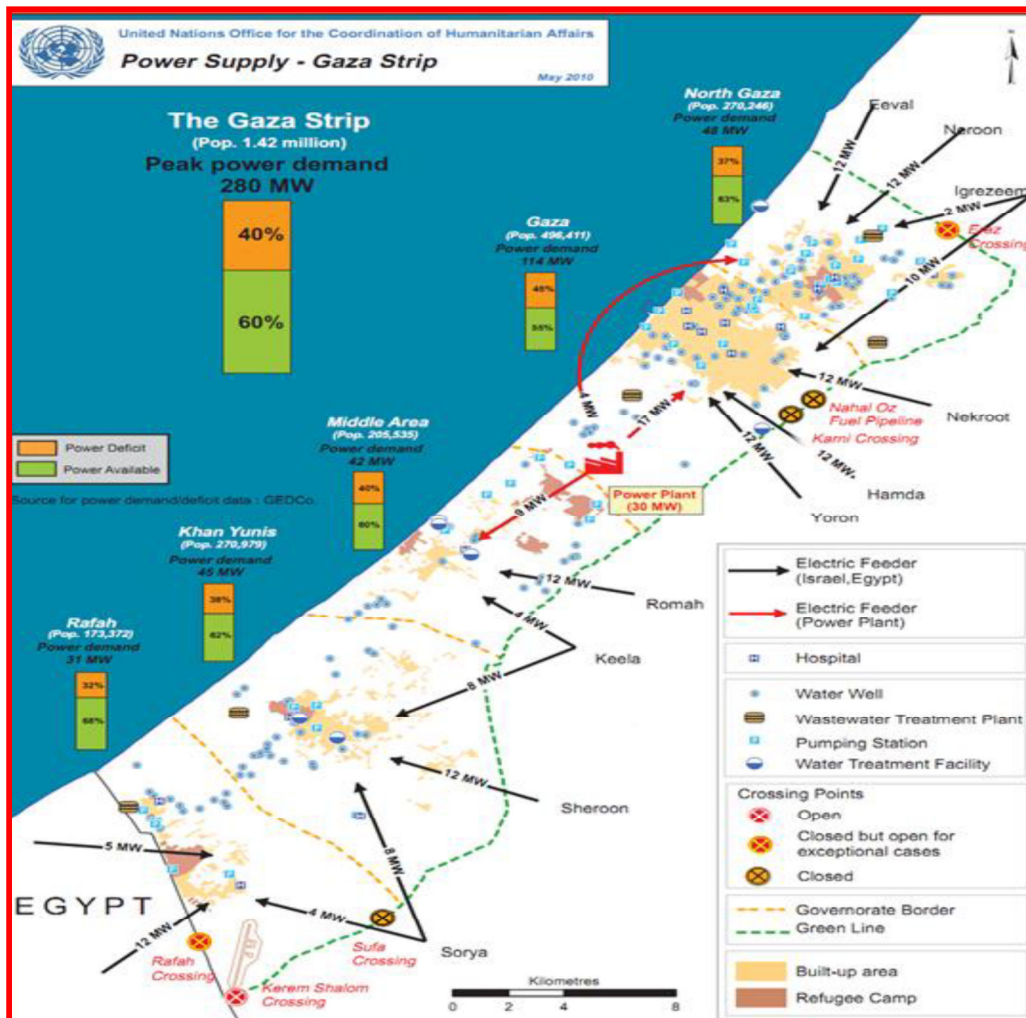 United Nations Office for the Coordination of Humanitarian Affairs
Power Supply - Gaza Strip
May 2010
The Gaza Strip
(Pop. 1.42 million)
Peak power demand
280 MW
40%
60%
North Gaza
(Pop. 270,246)
Power demand
48 MW
37%
63%
Gaza
(Pop. 496,411)
Power demand
114 MW
55%
Middle Area
(Pop. 205,535)
Power demand
42 MW
40%
60%
Khan Yunis
(Pop. 270,979)
Power demand
45 MW
38%
62%
Rafah
(Pop. 173,372)
Power demand
31 MW
32%
68%
Power Deficit
Power Available
Source for power demand/deficit data : GEDCo.
N
Eeval
12 MW
Neroon
12 MW
Igrezeem
2 MW
10 MW
Erez
Crossing
12 MW
Nekroot
Nahal Oz
Fuel Pipeline
Karni Crossing
12 MW
Hamda
12 MW
Yoron
4 MW
17 MW
9 MW
Power Plant
(30 MW)
12 MW
Romah
4 MW
Keela
8 MW
12 MW
Sheroon
8 MW
4 MW
Sorya
5 MW
12 MW
EGYPT
Rafah
Crossing
Kerem Shalom
Crossing
Sufa
Crossing
Kilometres
0 2 4 8
Electric Feeder
(Israel,Egypt)
Electric Feeder
(Power Plant)
Hospital
Water Well
Wastewater Treatment Plant
Pumping Station
Water Treatment Facility
Crossing Points
Open
Closed but open for
exceptional cases
Closed
Governorate Border
Green Line
Built-up area
Refugee Camp